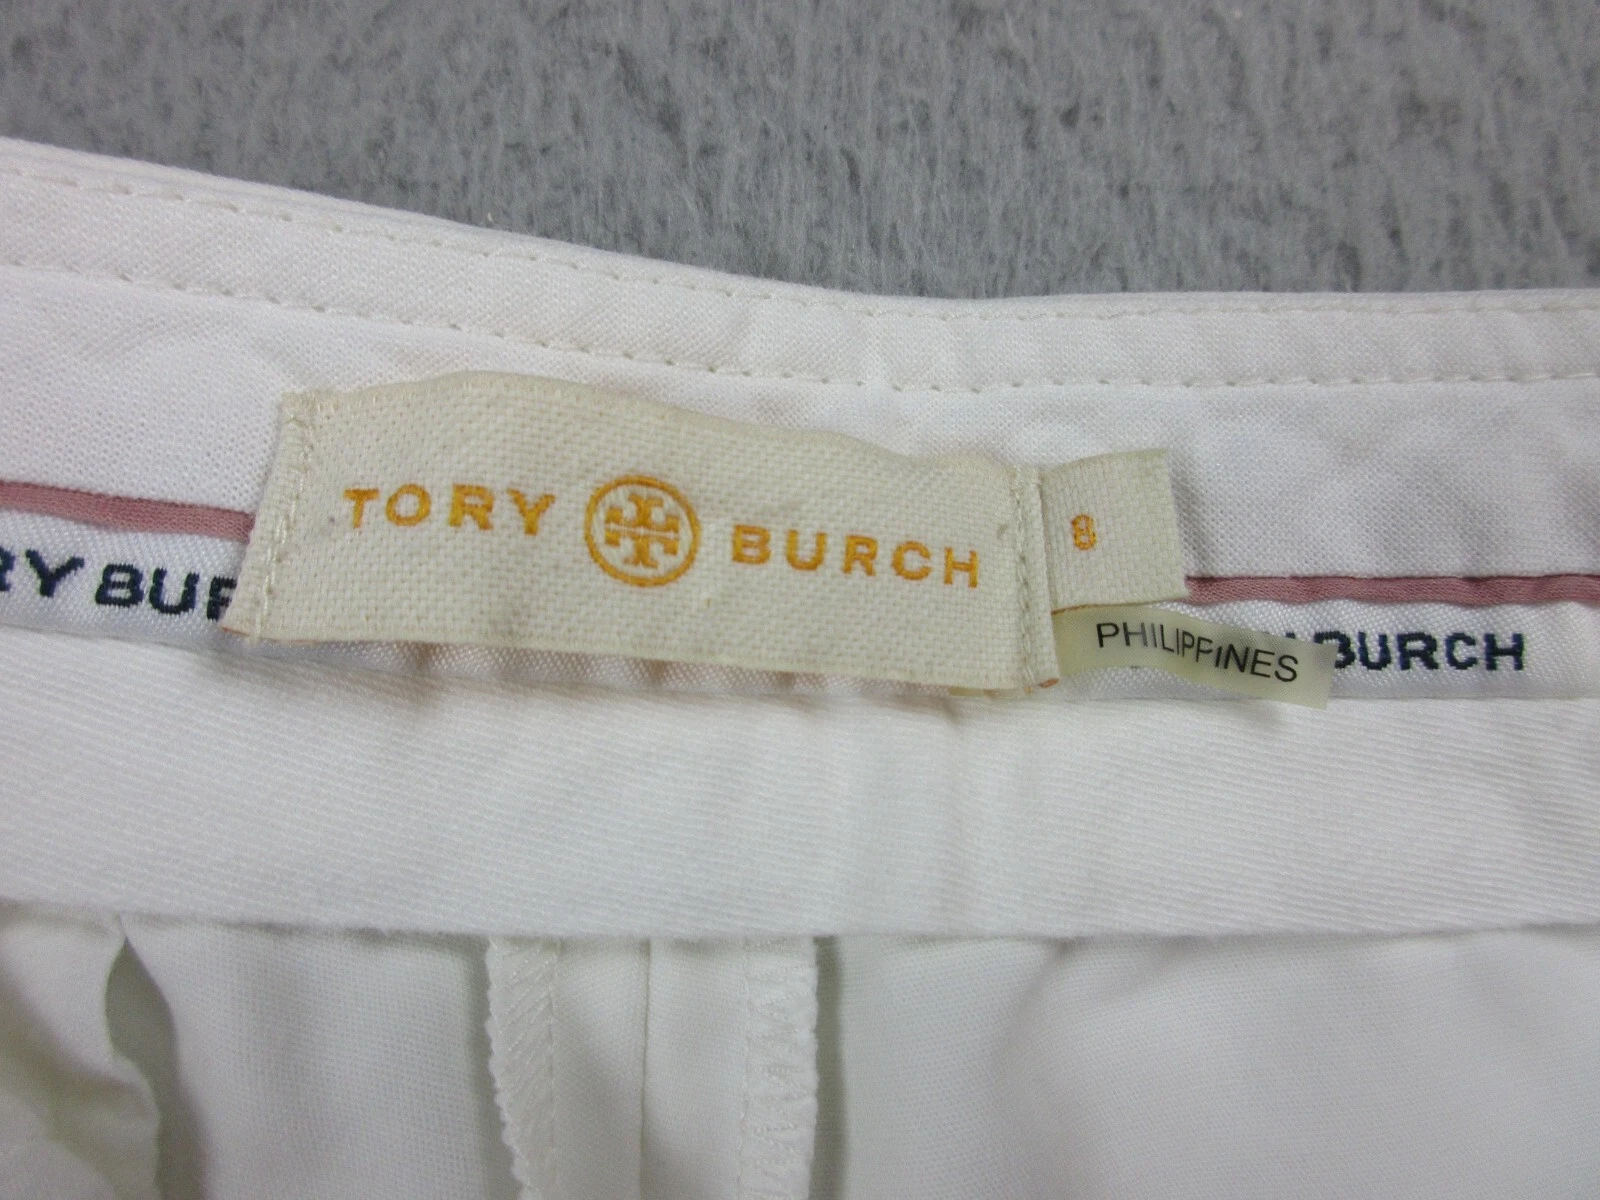 TORY BURCH
8
PHILIPPINES
RY BUR
BURCH